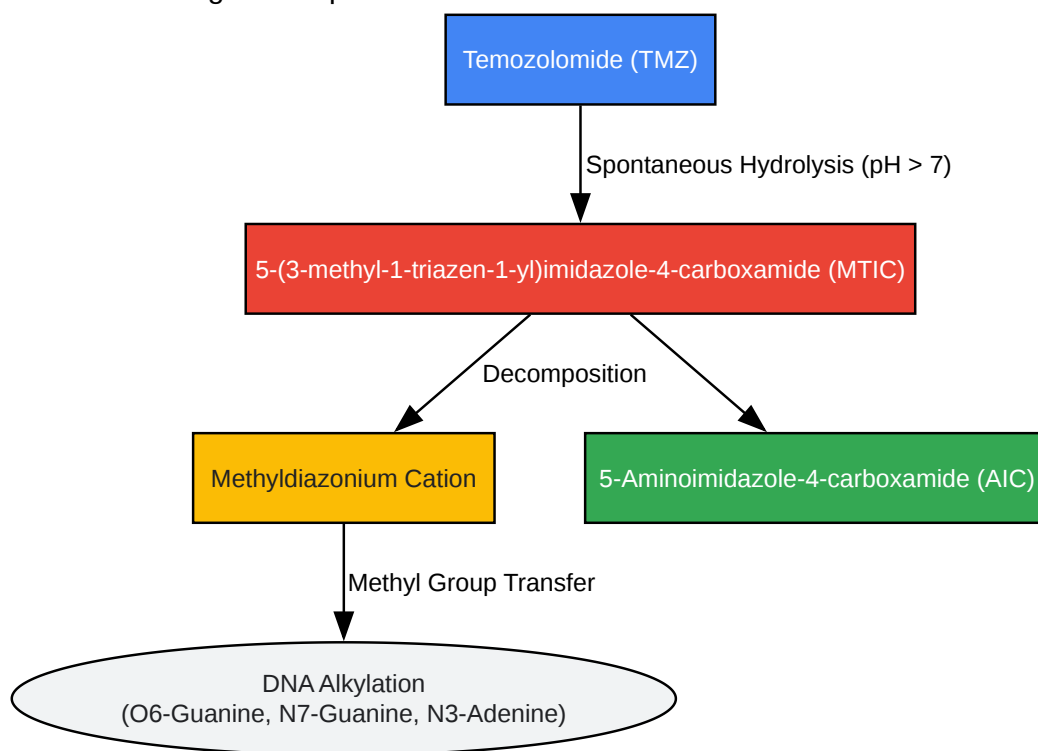 Temozolomide (TMZ)
Spontaneous Hydrolysis (pH > 7)
5-(3-methyl-1-triazen-1-yl)imidazole-4-carboxamide (MTIC)
Decomposition
Methyldiazonium Cation
5-Aminoimidazole-4-carboxamide (AIC)
Methyl Group Transfer
DNA Alkylation
(O6-Guanine, N7-Guanine, N3-Adenine)